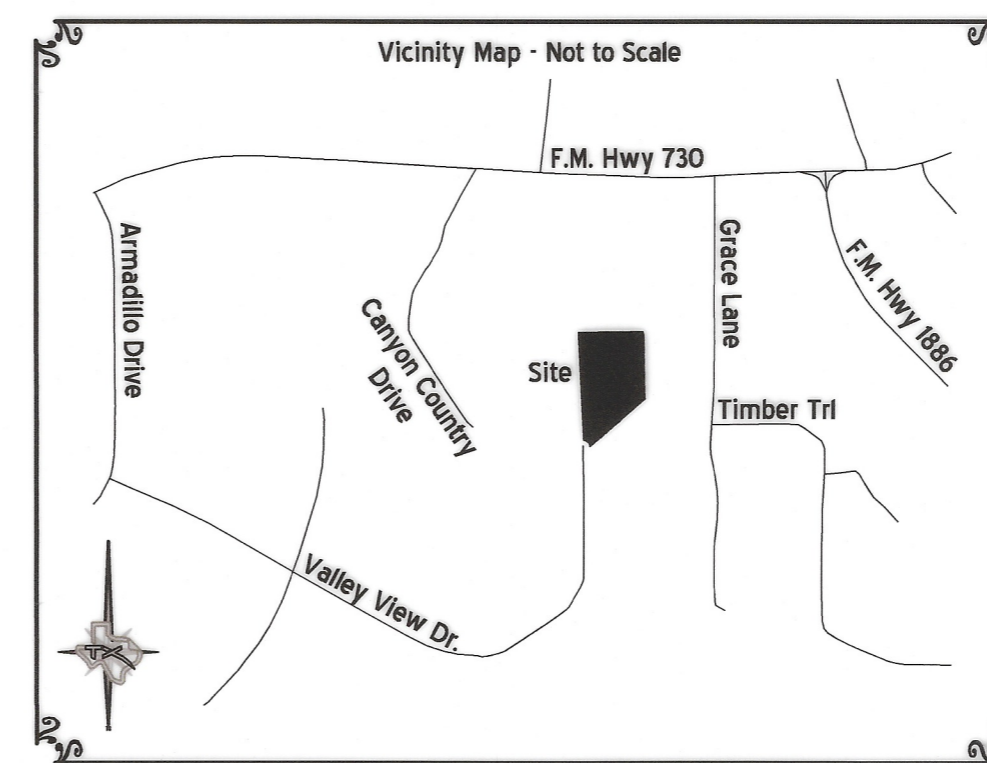 Vicinity Map - Not to Scale
F.M. Hwy 730
Armadillo Drive
Grace Lane
F.M. Hwy 1886
Canyon Country
Drive
Site
Timber Trl
Valley View Dr.
TX